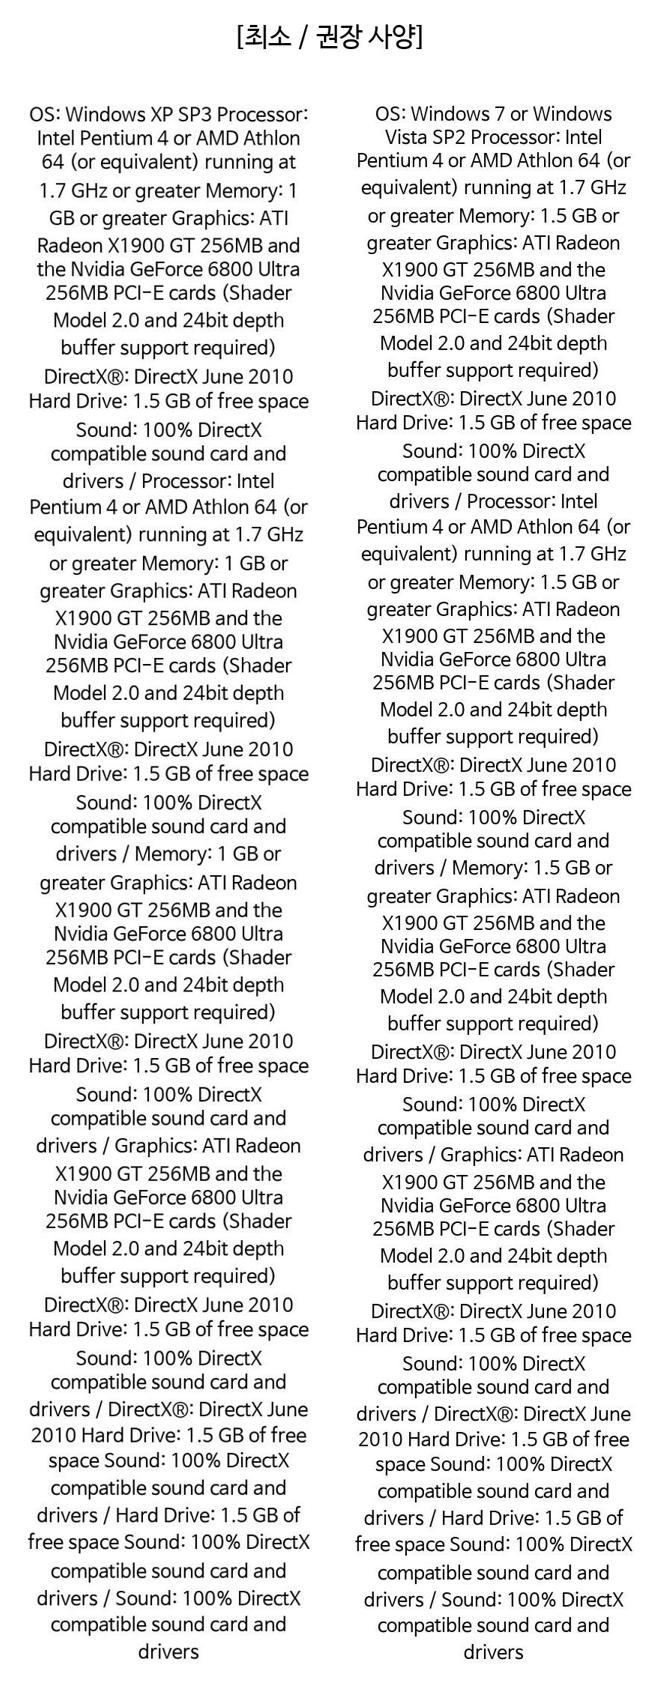 [최소 / 권장 사양]
OS: Windows XP SP3 Processor:
Intel Pentium 4 or AMD Athlon
64 (or equivalent) running at
1.7 GHz or greater Memory: 1
GB or greater Graphics: ATI
Radeon X1900 GT 256MB and
the Nvidia GeForce 6800 Ultra
256MB PCI-E cards (Shader
Model 2.0 and 24bit depth
buffer support required)
DirectX®: DirectX June 2010
Hard Drive: 1.5 GB of free space
Sound: 100% DirectX
compatible sound card and
drivers / Processor: Intel
Pentium 4 or AMD Athlon 64 (or
equivalent) running at 1.7 GHz
or greater Memory: 1 GB or
greater Graphics: ATI Radeon
X1900 GT 256MB and the
Nvidia GeForce 6800 Ultra
256MB PCI-E cards (Shader
Model 2.0 and 24bit depth
buffer support required)
DirectX®: DirectX June 2010
Hard Drive: 1.5 GB of free space
Sound: 100% DirectX
compatible sound card and
drivers / Memory: 1 GB or
greater Graphics: ATI Radeon
X1900 GT 256MB and the
Nvidia GeForce 6800 Ultra
256MB PCI-E cards (Shader
Model 2.0 and 24bit depth
buffer support required)
DirectX®: DirectX June 2010
Hard Drive: 1.5 GB of free space
Sound: 100% DirectX
compatible sound card and
drivers / Graphics: ATI Radeon
X1900 GT 256MB and the
Nvidia GeForce 6800 Ultra
256MB PCI-E cards (Shader
Model 2.0 and 24bit depth
buffer support required)
DirectX®: DirectX June 2010
Hard Drive: 1.5 GB of free space
Sound: 100% DirectX
compatible sound card and
drivers / DirectX®: DirectX June
2010 Hard Drive: 1.5 GB of free
space Sound: 100% DirectX
compatible sound card and
drivers / Hard Drive: 1.5 GB of
free space Sound: 100% DirectX
compatible sound card and
drivers / Sound: 100% DirectX
compatible sound card and
drivers
OS: Windows 7 or Windows
Vista SP2 Processor: Intel
Pentium 4 or AMD Athlon 64 (or
equivalent) running at 1.7 GHz
or greater Memory: 1.5 GB or
greater Graphics: ATI Radeon
X1900 GT 256MB and the
Nvidia GeForce 6800 Ultra
256MB PCI-E cards (Shader
Model 2.0 and 24bit depth
buffer support required)
DirectX®: DirectX June 2010
Hard Drive: 1.5 GB of free space
Sound: 100% DirectX
compatible sound card and
drivers / Processor: Intel
Pentium 4 or AMD Athlon 64 (or
equivalent) running at 1.7 GHz
or greater Memory: 1.5 GB or
greater Graphics: ATI Radeon
X1900 GT 256MB and the
Nvidia GeForce 6800 Ultra
256MB PCI-E cards (Shader
Model 2.0 and 24bit depth
buffer support required)
DirectX®: DirectX June 2010
Hard Drive: 1.5 GB of free space
Sound: 100% DirectX
compatible sound card and
drivers / Memory: 1.5 GB or
greater Graphics: ATI Radeon
X1900 GT 256MB and the
Nvidia GeForce 6800 Ultra
256MB PCI-E cards (Shader
Model 2.0 and 24bit depth
buffer support required)
DirectX®: DirectX June 2010
Hard Drive: 1.5 GB of free space
Sound: 100% DirectX
compatible sound card and
drivers / Graphics: ATI Radeon
X1900 GT 256MB and the
Nvidia GeForce 6800 Ultra
256MB PCI-E cards (Shader
Model 2.0 and 24bit depth
buffer support required)
DirectX®: DirectX June 2010
Hard Drive: 1.5 GB of free space
Sound: 100% DirectX
compatible sound card and
drivers / DirectX®: DirectX June
2010 Hard Drive: 1.5 GB of free
space Sound: 100% DirectX
compatible sound card and
drivers / Hard Drive: 1.5 GB of
free space Sound: 100% DirectX
compatible sound card and
drivers / Sound: 100% DirectX
compatible sound card and
drivers